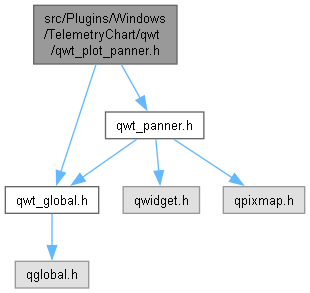 src/Plugins/Windows
/TelemetryChart/qwt
/qwt_plot_panner.h
qwt_panner.h
qwt_global.h
qwidget.h
qpixmap.h
qglobal.h